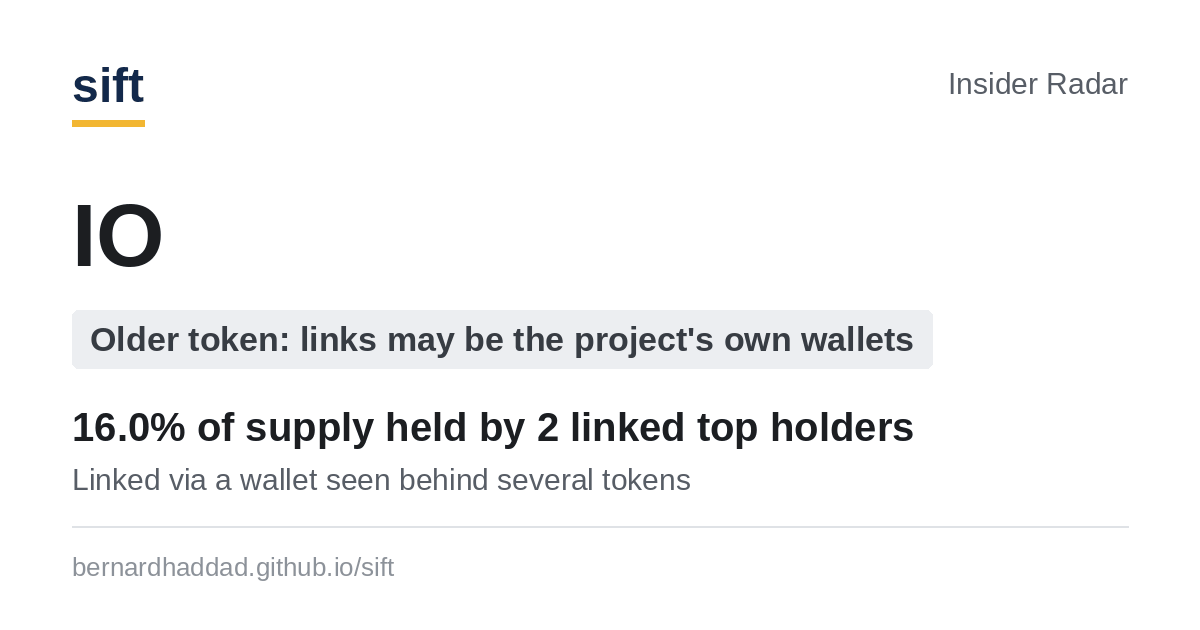 sift
Insider Radar
IO
Older token: links may be the project's own wallets
16.0% of supply held by 2 linked top holders
Linked via a wallet seen behind several tokens
bernardhaddad.github.io/sift